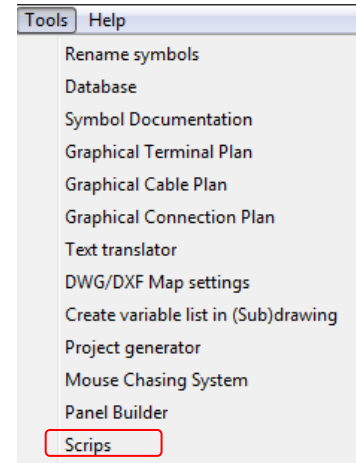 Tools Help
Rename symbols
Database
Symbol Documentation
Graphical Terminal Plan
Graphical Cable Plan
Graphical Connection Plan
Text translator
DWG/DXF Map settings
Create variable list in (Sub)drawing
Project generator
Mouse Chasing System
Panel Builder
Scrips